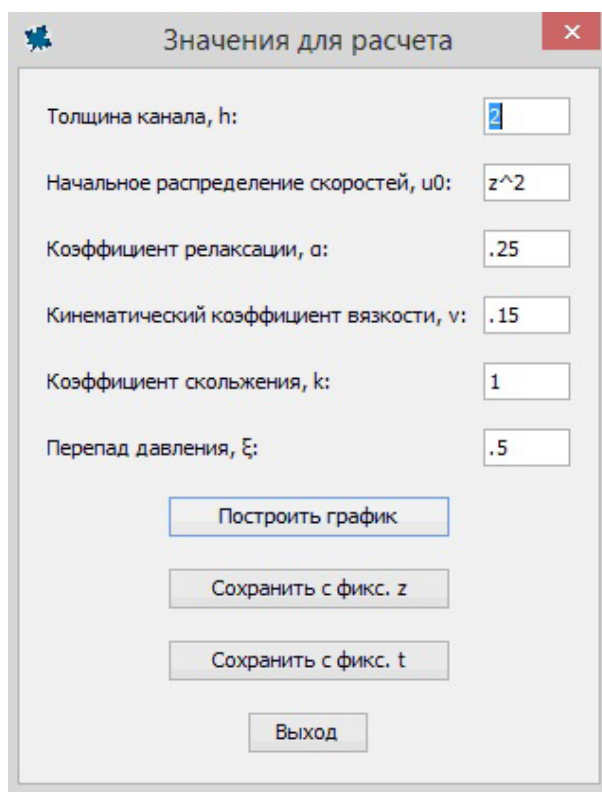 Значения для расчета
Толщина канала, h: 2
Начальное распределение скоростей, u0: z^2
Коэффициент релаксации, α: .25
Кинематический коэффициент вязкости, ν: .15
Коэффициент скольжения, k: 1
Перепад давления, ξ: .5
Построить график
Сохранить с фикс. z
Сохранить с фикс. t
Выход